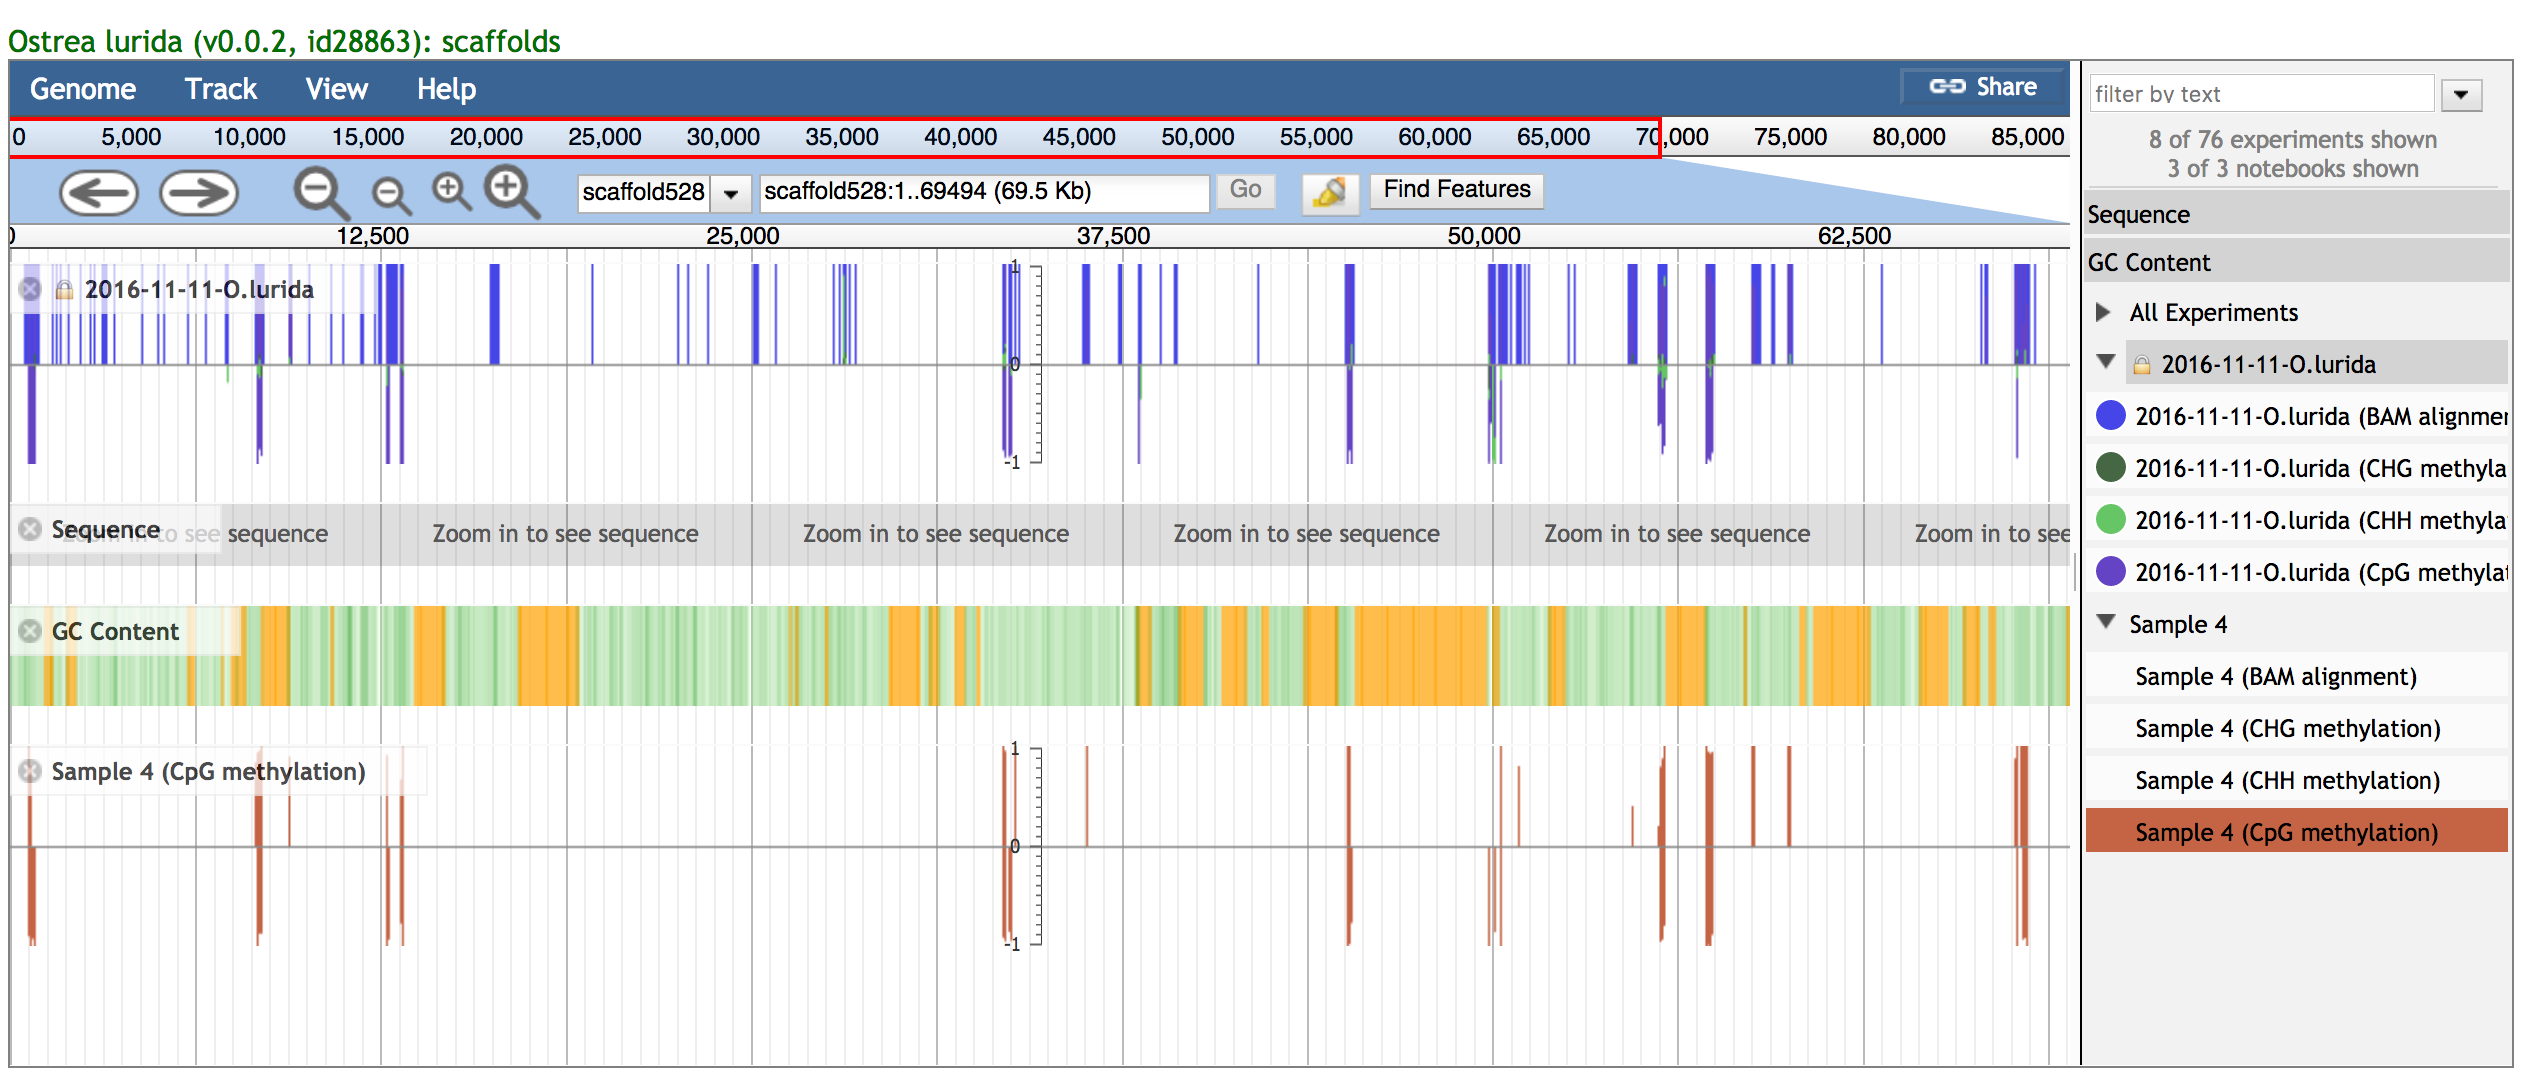 Ostrea lurida (v0.0.2, id28863): scaffolds
Genome Track View Help Share
0 5,000 10,000 15,000 20,000 25,000 30,000 35,000 40,000 45,000 50,000 55,000 60,000 65,000 70,000 75,000 80,000 85,000
scaffold528 scaffold528:1..69494 (69.5 Kb) Go Find Features
0 12,500 25,000 37,500 50,000 62,500
2016-11-11-O.lurida
1
0
-1
Sequence
Zoom in to see sequence Zoom in to see sequence Zoom in to see sequence Zoom in to see sequence Zoom in to see sequence Zoom in to see
GC Content
Sample 4 (CpG methylation)
1
0
-1
filter by text
8 of 76 experiments shown
3 of 3 notebooks shown
Sequence
GC Content
All Experiments
2016-11-11-O.lurida
2016-11-11-O.lurida (BAM alignmer
2016-11-11-O.lurida (CHG methyla
2016-11-11-O.lurida (CHH methyla
2016-11-11-O.lurida (CpG methylat
Sample 4
Sample 4 (BAM alignment)
Sample 4 (CHG methylation)
Sample 4 (CHH methylation)
Sample 4 (CpG methylation)